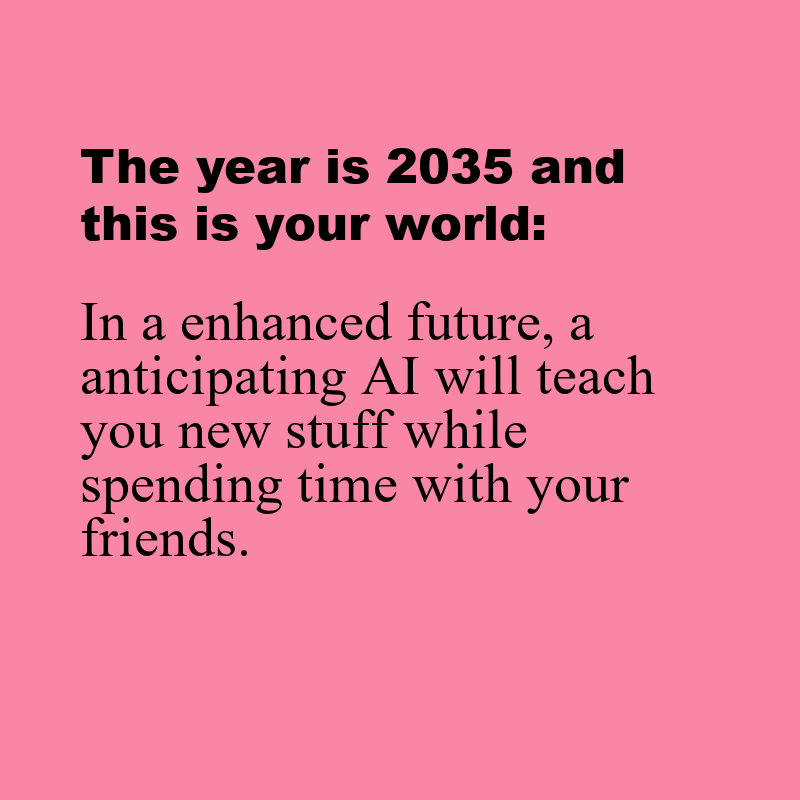 The year is 2035 and
this is your world:
In a enhanced future, a
anticipating AI will teach
you new stuff while
spending time with your
friends.